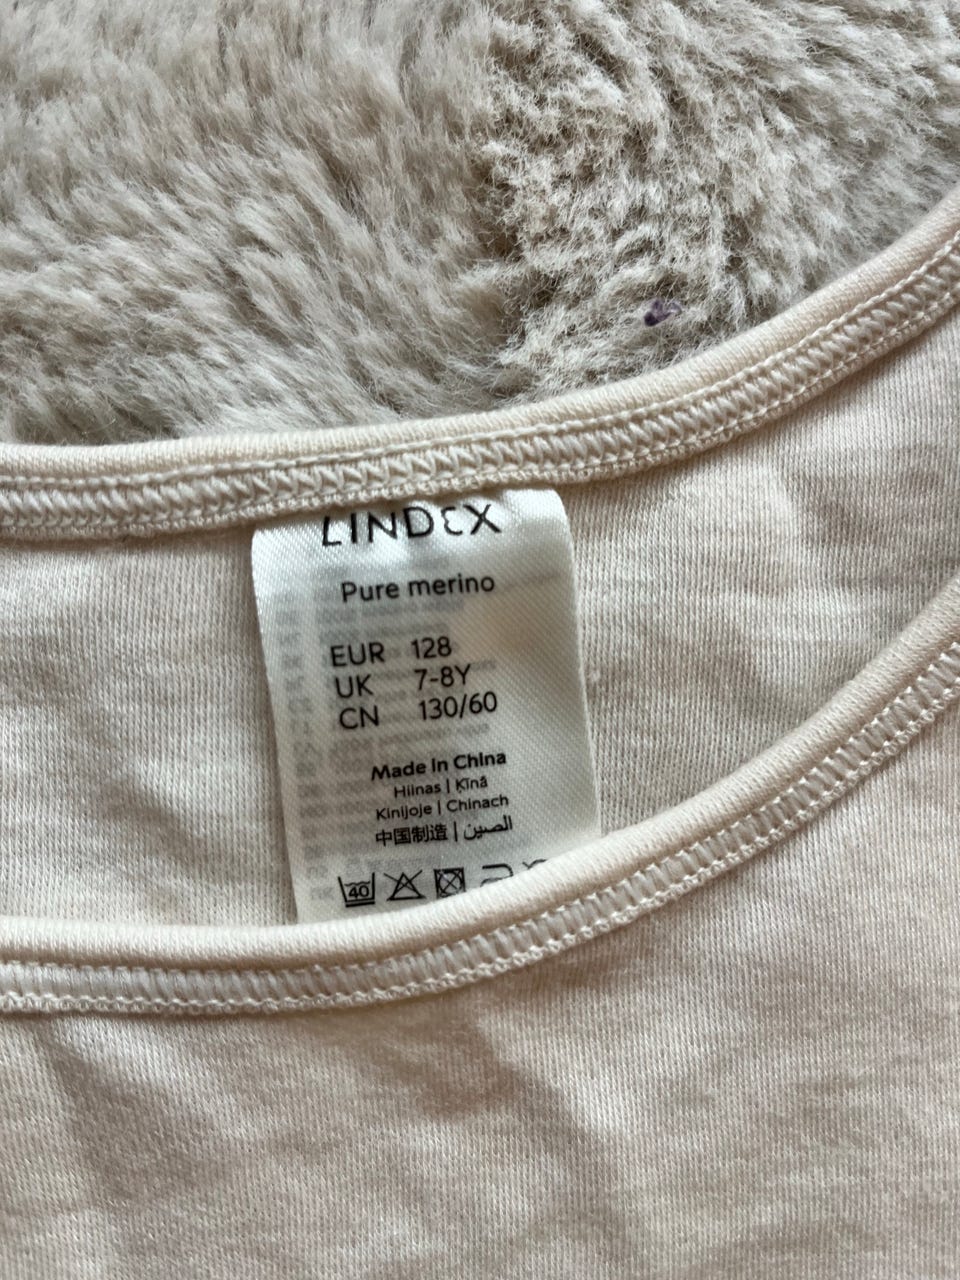 LINDEX
Pure merino
EUR 128
UK 7-8Y
CN 130/60
Made in China
Hiinas | Ķīnā
Kinijoje | Chinach
中国制造 | الصين
40